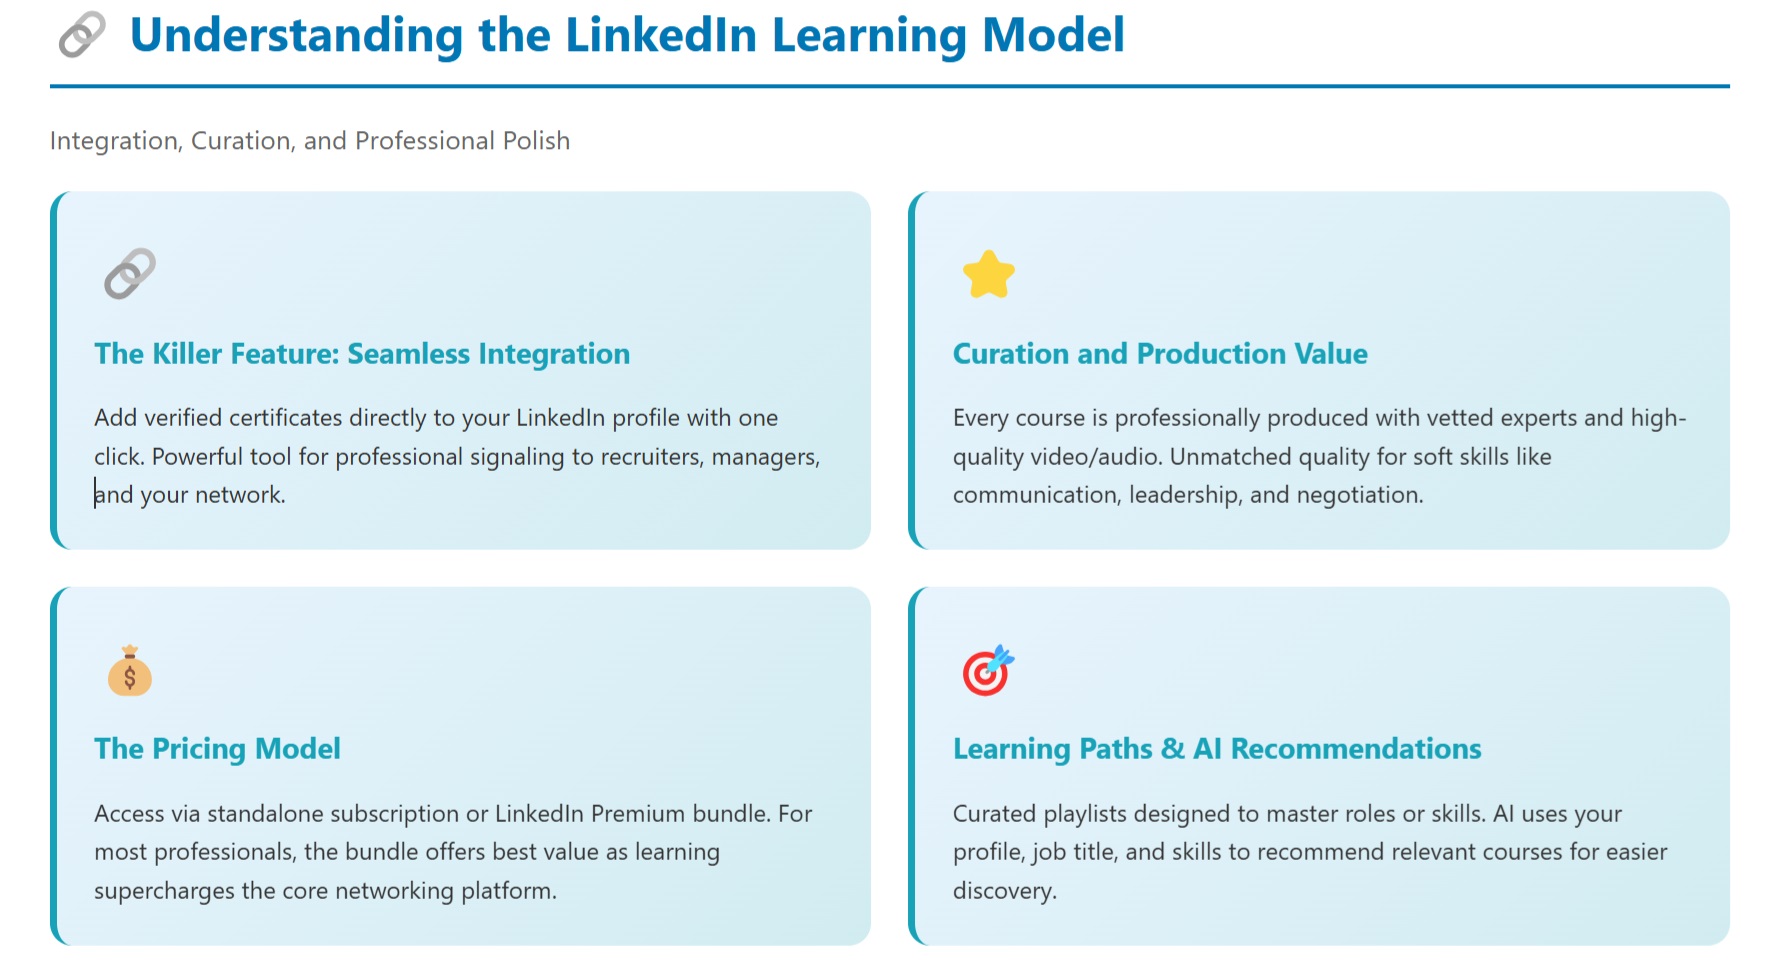 Understanding the LinkedIn Learning Model
Integration, Curation, and Professional Polish
The Killer Feature: Seamless Integration
Add verified certificates directly to your LinkedIn profile with one
click. Powerful tool for professional signaling to recruiters, managers,
and your network.
Curation and Production Value
Every course is professionally produced with vetted experts and high-
quality video/audio. Unmatched quality for soft skills like
communication, leadership, and negotiation.
The Pricing Model
Access via standalone subscription or LinkedIn Premium bundle. For
most professionals, the bundle offers best value as learning
supercharges the core networking platform.
Learning Paths & AI Recommendations
Curated playlists designed to master roles or skills. AI uses your
profile, job title, and skills to recommend relevant courses for easier
discovery.